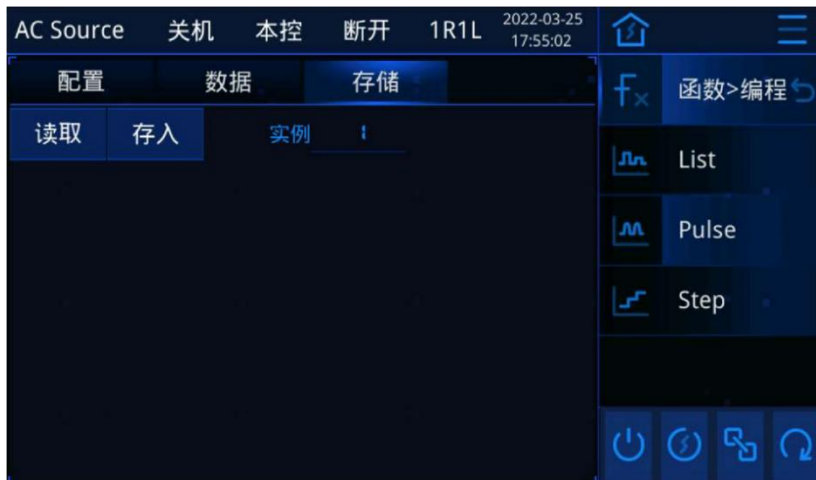 AC Source 关机 本控 断开 1R1L 2022-03-25
17:55:02
配置 数据 存储
读取 存入 实例 1
函数>编程
List
Pulse
Step